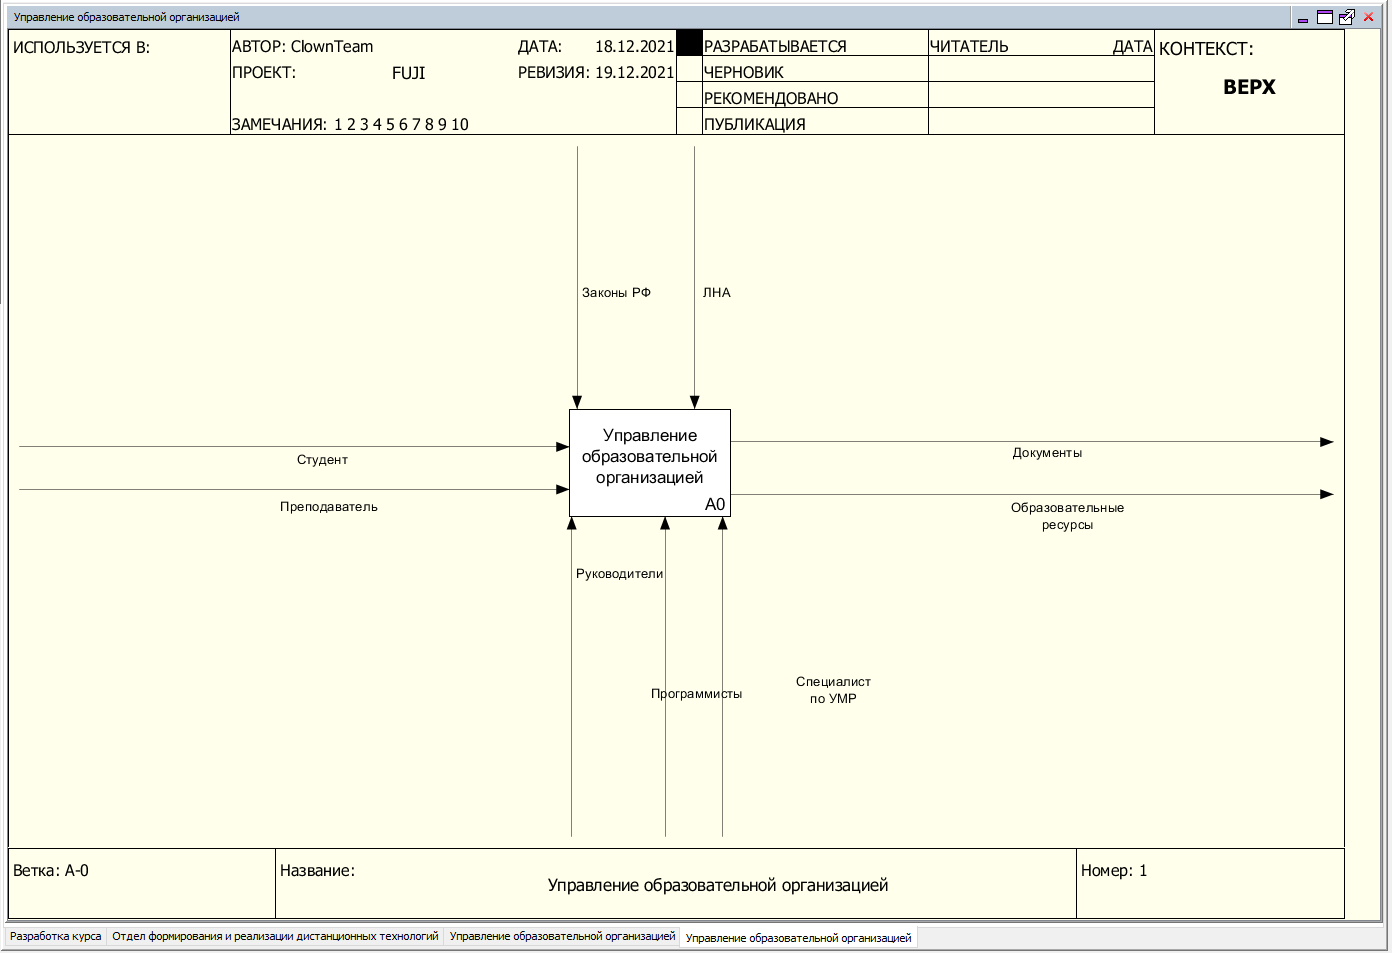 Управление образовательной организацией
ИСПОЛЬЗУЕТСЯ В:
АВТОР: ClownTeam
ДАТА: 18.12.2021
РАЗРАБАТЫВАЕТСЯ
ЧИТАТЕЛЬ
ДАТА
КОНТЕКСТ:
ПРОЕКТ: FUJI
РЕВИЗИЯ: 19.12.2021
ЧЕРНОВИК
ВЕРХ
РЕКОМЕНДОВАНО
ЗАМЕЧАНИЯ: 1 2 3 4 5 6 7 8 9 10
ПУБЛИКАЦИЯ
Законы РФ
ЛНА
Управление
образовательной
организацией
A0
Студент
Преподаватель
Документы
Образовательные
ресурсы
Руководители
Программисты
Специалист
по УМР
Ветка: A-0
Название:
Управление образовательной организацией
Номер: 1
Разработка курса
Отдел формирования и реализации дистанционных технологий
Управление образовательной организацией
Управление образовательной организацией